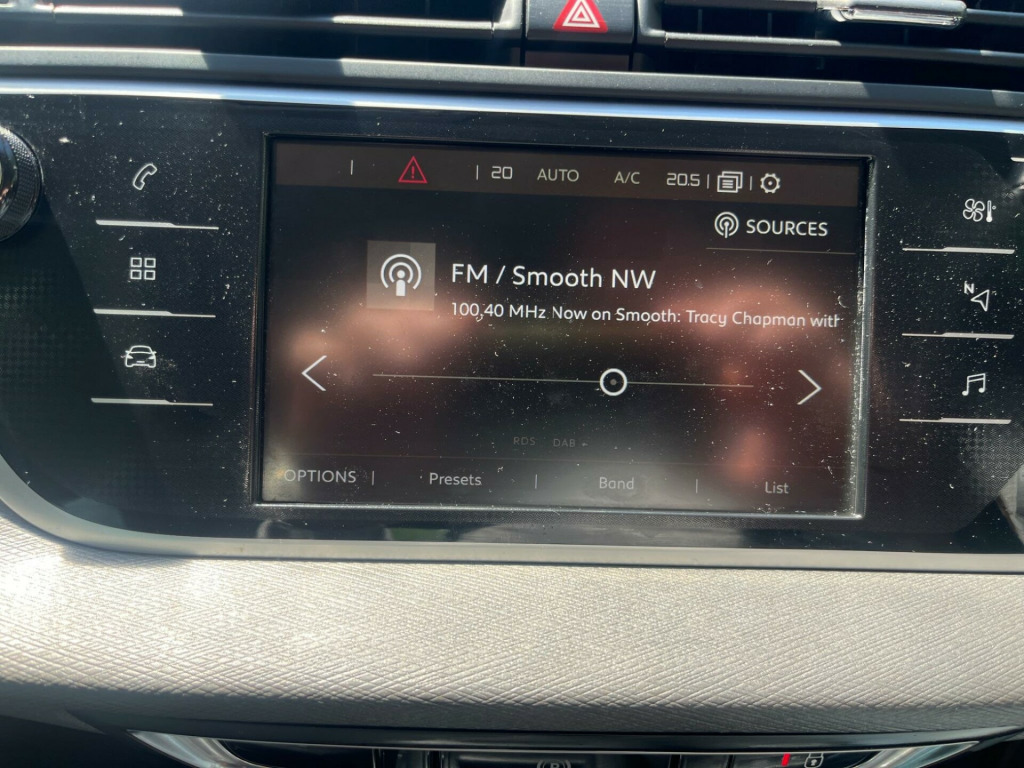 20 AUTO A/C 20.5
SOURCES
FM / Smooth NW
100.40 MHz Now on Smooth: Tracy Chapman with
RDS DAB
OPTIONS Presets Band List
N
P